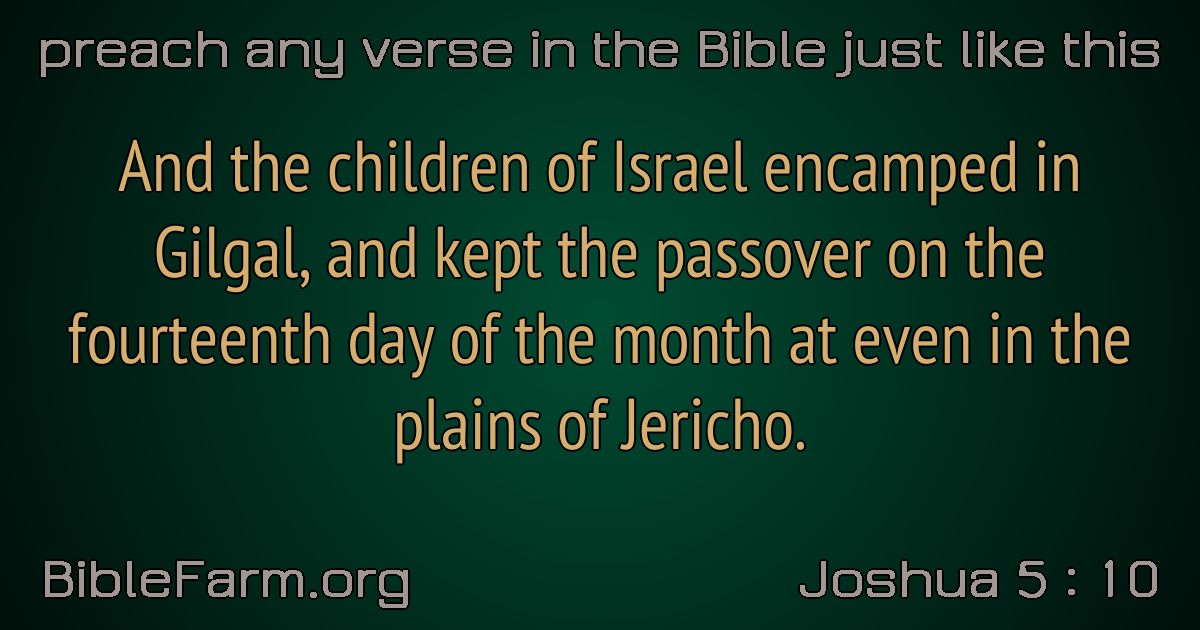 preach any verse in the Bible just like this
And the children of Israel encamped in
Gilgal, and kept the passover on the
fourteenth day of the month at even in the
plains of Jericho.
BibleFarm.org
Joshua 5 : 10